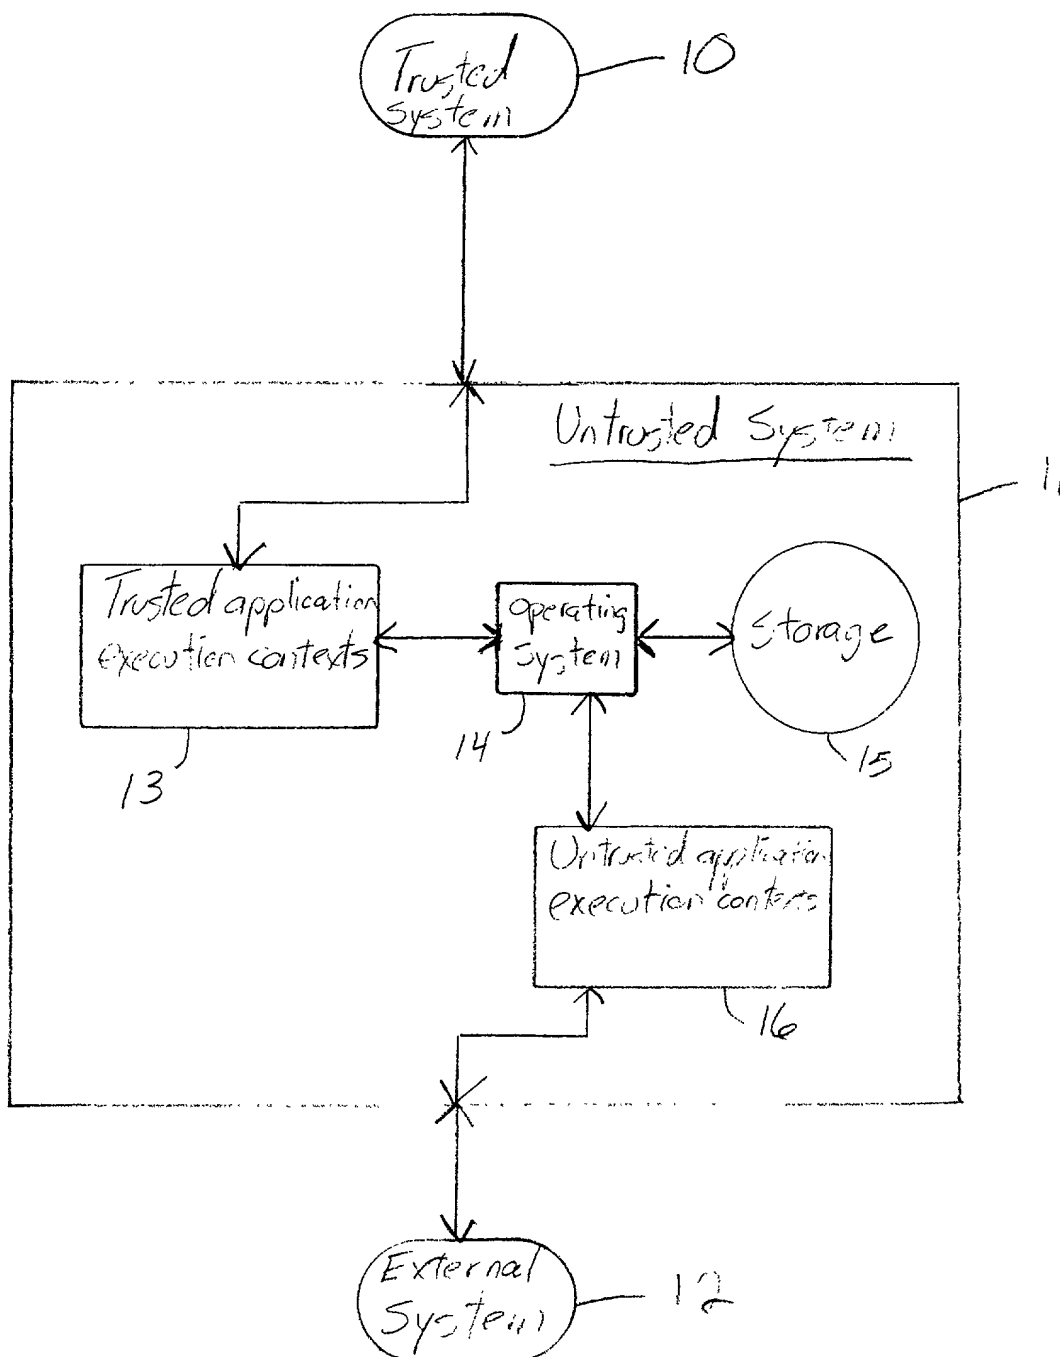 Trusted
system
10
Untrusted System
Trusted application
execution contexts
operating
system
Storage
14
15
13
Untrusted application
execution contexts
16
External
System
12